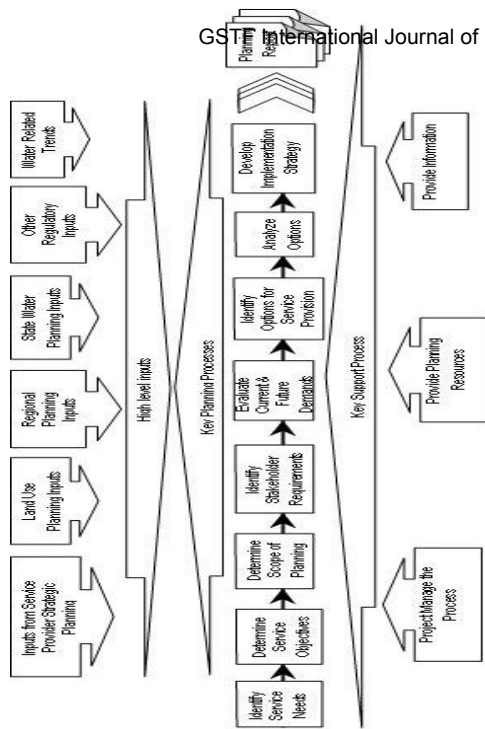 GSTF International Journal of
Inputs from Service
Provider Strategic
Planning
Land Use
Planning Inputs
Regional
Planning
Inputs
State Water
Planning Inputs
Other
Regulatory
Inputs
Water Related
Trends
High level inputs
Key Planning Processes
Identify
Service
Needs
Determine
Service
Objectives
Determine
Scope of
Planning
Identify
Stakeholder
Requirements
Evaluate
Current &
Future
Demands
Identify
Options for
Service
Provision
Analyze
Options
Develop
Implementation
Strategy
Planning
Key Support Process
Project Manage the
Process
Provide Planning
Resources
Provide Information